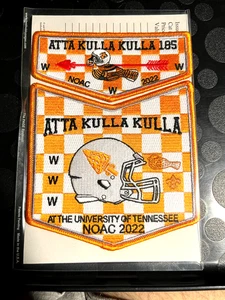 ATTA KULLA KULLA 185
W W
NOAC W 2022
ATTA KULLA KULLA
W
W
W
AT THE UNIVERSITY OF TENNESSEE
NOAC 2022